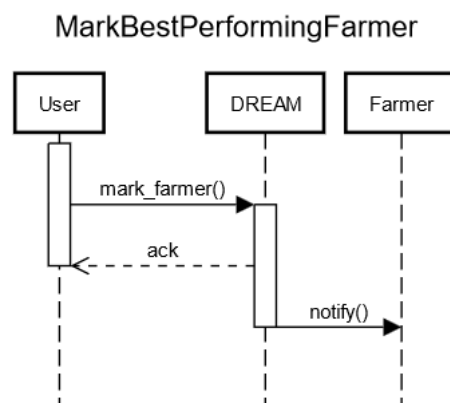 MarkBestPerformingFarmer
User
DREAM
Farmer
mark_farmer()
ack
notify()